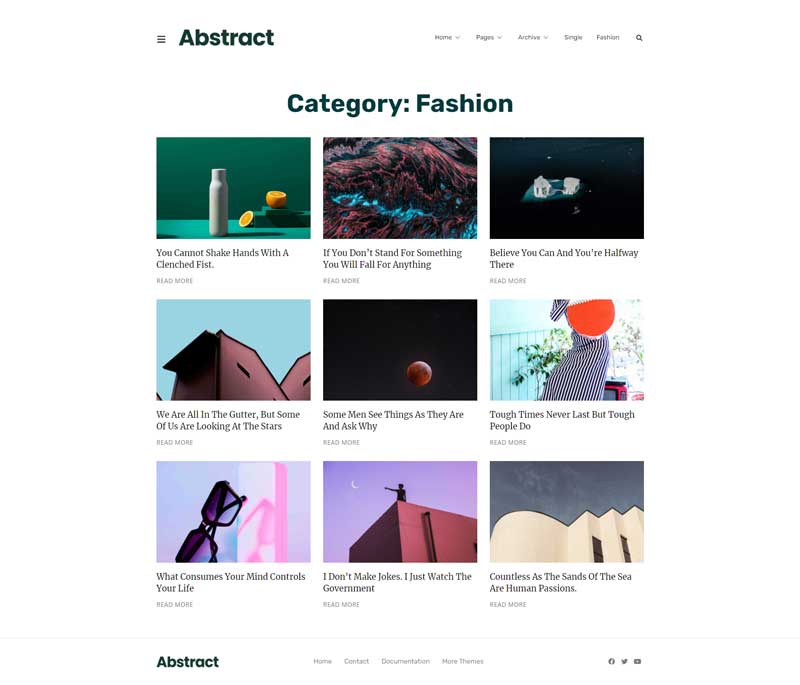 Abstract
Home
Pages
Archive
Single
Fashion
Category: Fashion
You Cannot Shake Hands With A
Clenched Fist.
READ MORE
If You Don't Stand For Something
You Will Fall For Anything
READ MORE
Believe You Can And You're Halfway
There
READ MORE
We Are All In The Gutter, But Some
Of Us Are Looking At The Stars
READ MORE
Some Men See Things As They Are
And Ask Why
READ MORE
Tough Times Never Last But Tough
People Do
READ MORE
What Consumes Your Mind Controls
Your Life
READ MORE
I Don't Make Jokes. I Just Watch The
Government
READ MORE
Countless As The Sands Of The Sea
Are Human Passions.
READ MORE
Abstract
Home
Contact
Documentation
More Themes